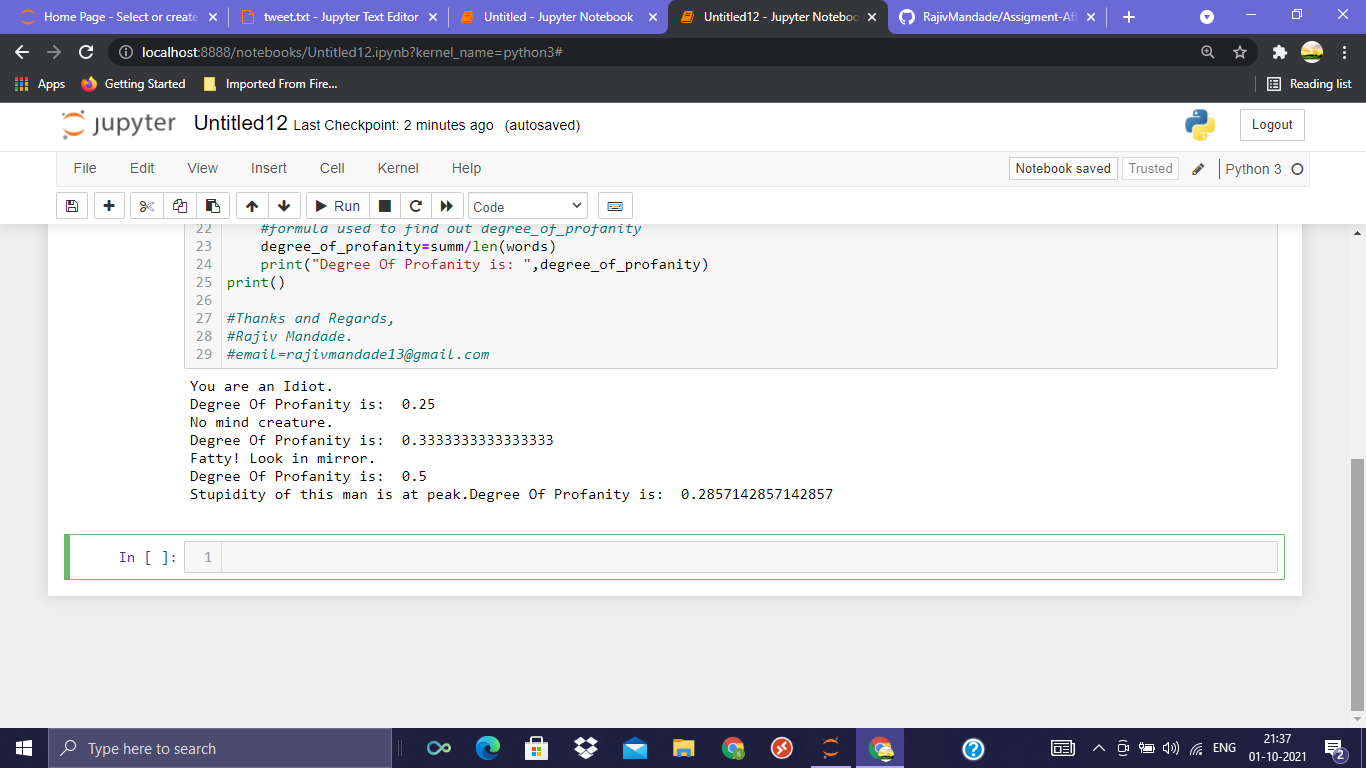 Home Page - Select or create
tweet.txt - Jupyter Text Editor
Untitled - Jupyter Notebook
Untitled12 - Jupyter Noteboo
RajivMandade/Assigment-Aff
localhost:8888/notebooks/Untitled12.ipynb?kernel_name=python3#
Apps
Getting Started
Imported From Fire...
Reading list
jupyter
Untitled12 Last Checkpoint: 2 minutes ago (autosaved)
Logout
File Edit View Insert Cell Kernel Help
Notebook saved
Trusted
Python 3
Run
Code
22 #formula used to find out degree_of_profanity
23 degree_of_profanity=summ/len(words)
24 print("Degree Of Profanity is: ",degree_of_profanity)
25 print()
26
27 #Thanks and Regards,
28 #Rajiv Mandade.
29 #email=rajivmandade13@gmail.com
You are an Idiot.
Degree Of Profanity is:  0.25
No mind creature.
Degree Of Profanity is:  0.3333333333333333
Fatty! Look in mirror.
Degree Of Profanity is:  0.5
Stupidity of this man is at peak.Degree Of Profanity is:  0.2857142857142857
In [ ]: 1
Type here to search
ENG
21:37
01-10-2021
2